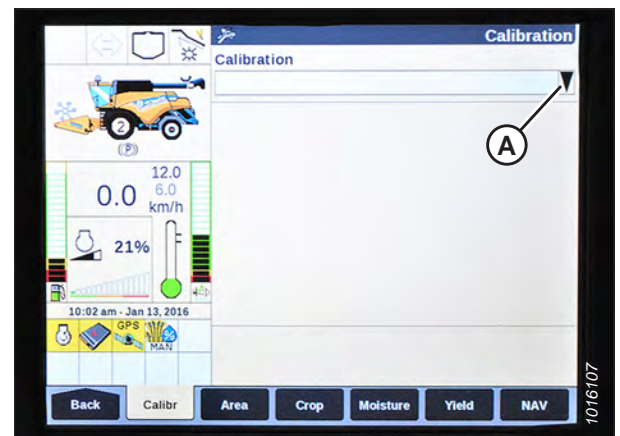 Calibration
Calibration
A
2
(P)
12.0
6.0
0.0
km/h
21%
10:02 am - Jan 13, 2016
GPS
MAN
Back
Calibr
Area
Crop
Moisture
Yield
NAV
1016107